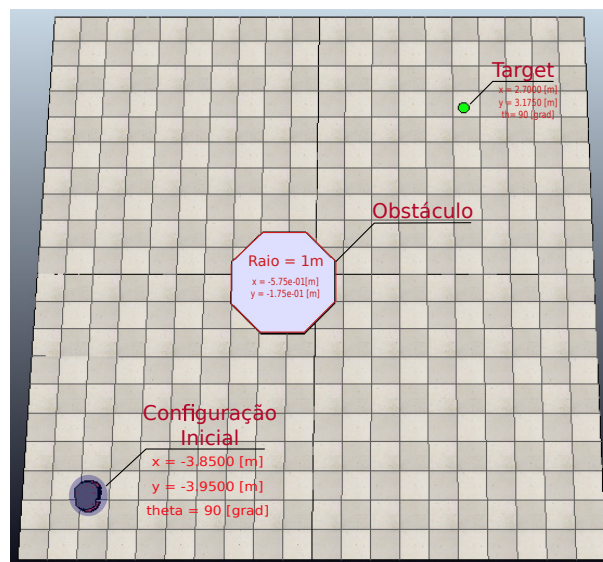 Target
x = 2.7000 [m]
y = 3.1750 [m]
th= 90 [grad]
Obstáculo
Raio = 1m
x = -5.75e-01[m]
y = -1.75e-01 [m]
Configuração
Inicial
x = -3.8500 [m]
y = -3.9500 [m]
theta = 90 [grad]